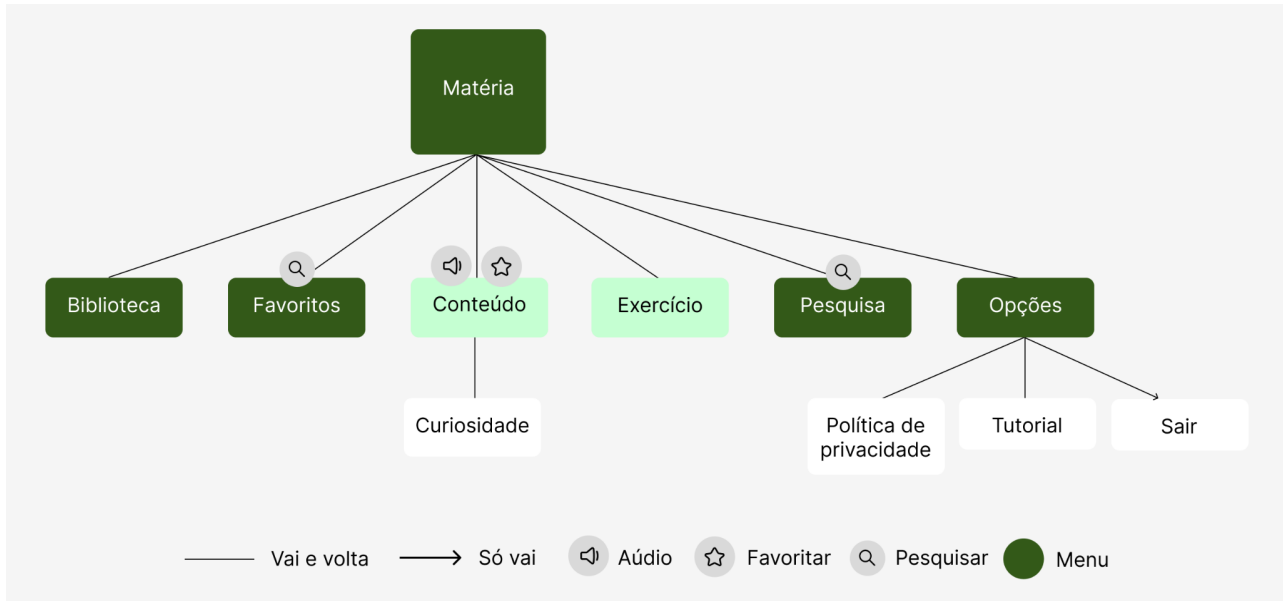 Matéria
Biblioteca
Favoritos
Conteúdo
Exercício
Pesquisa
Opções
Curiosidade
Política de
privacidade
Tutorial
Sair
Vai e volta
Só vai
Aúdio
Favoritar
Pesquisar
Menu